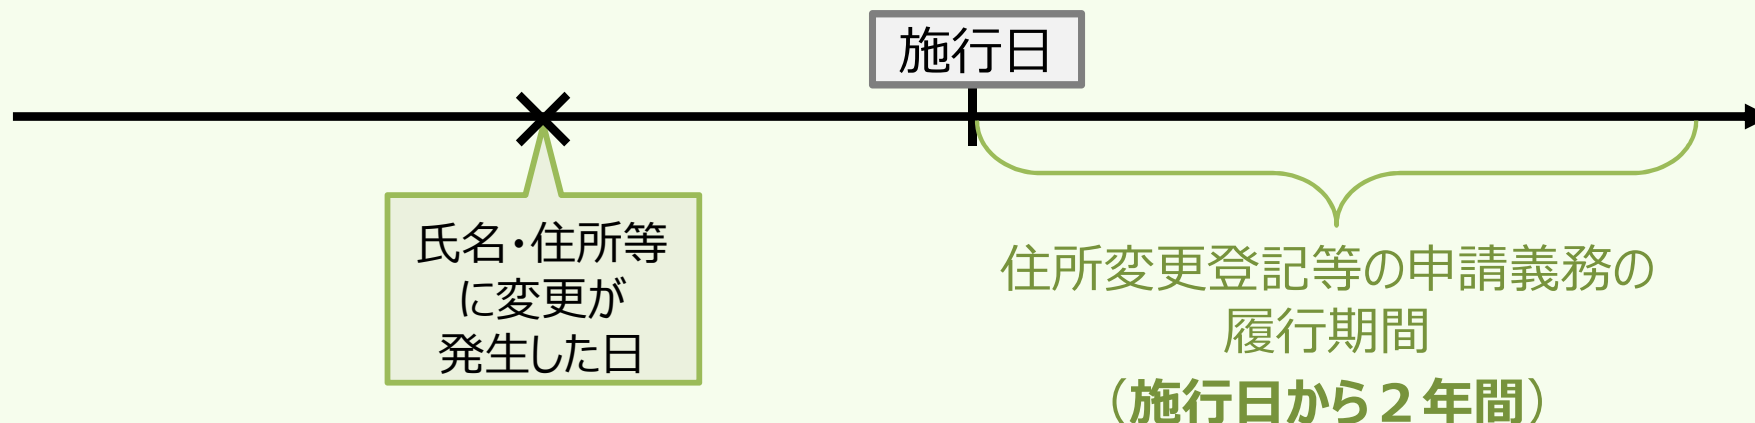 施行日
氏名・住所等
に変更が
発生した日
住所変更登記等の申請義務の
履行期間
（施行日から２年間）